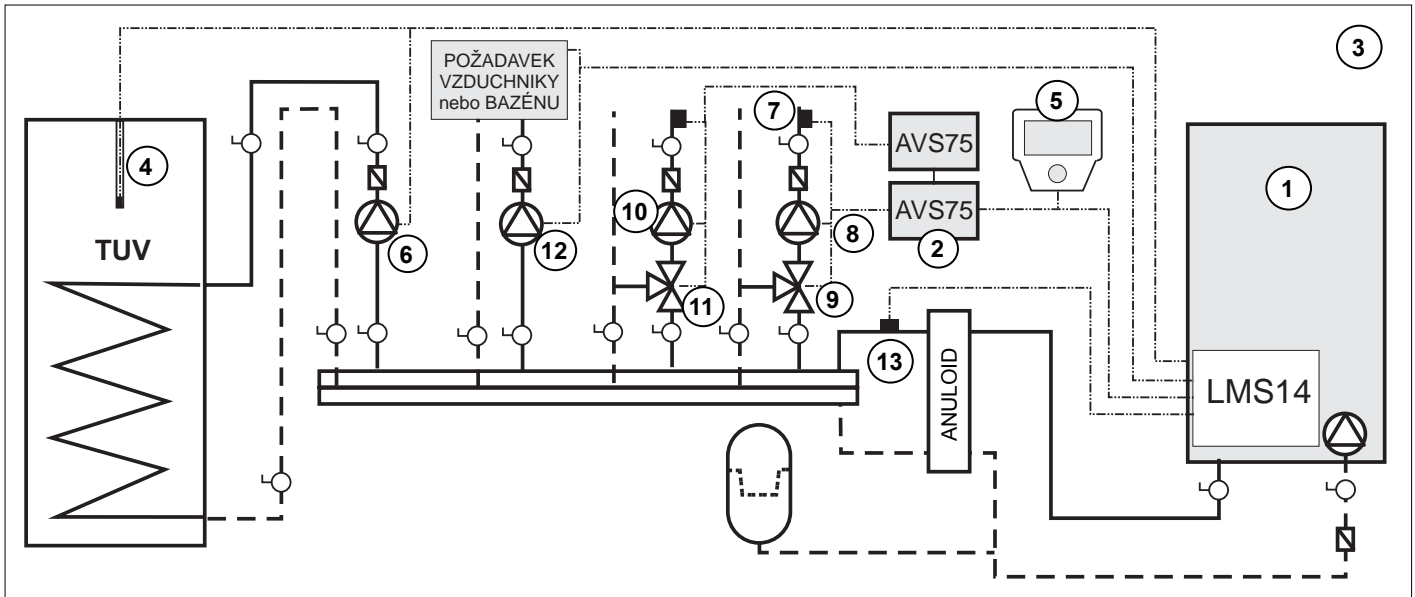 3
POŽADAVEK
VZDUCHNIKY
nebo BAZÉNU
7
5
AVS75
4
1
10
AVS75
TUV
6
12
8
2
11
9
13
ANULOID
LMS14